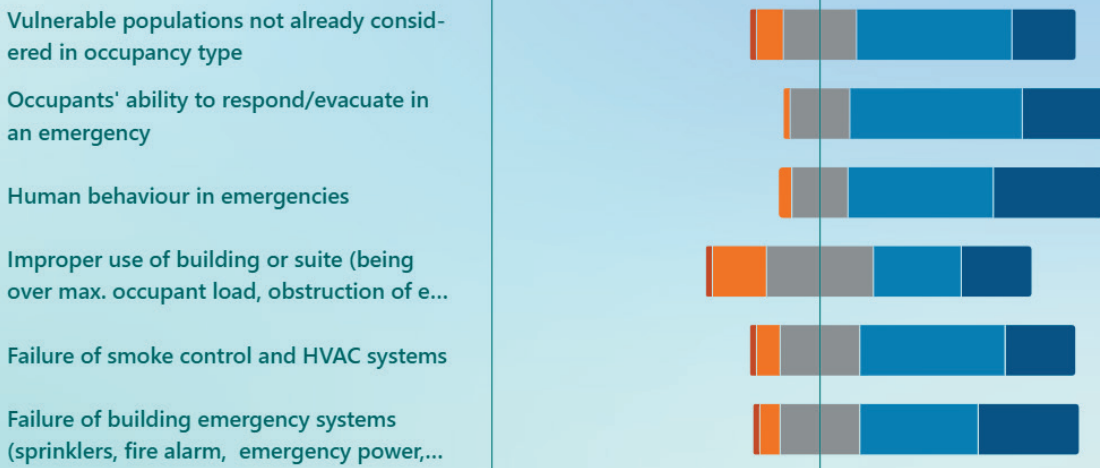 Vulnerable populations not already consid-
ered in occupancy type
Occupants' ability to respond/evacuate in
an emergency
Human behaviour in emergencies
Improper use of building or suite (being
over max. occupant load, obstruction of e...
Failure of smoke control and HVAC systems
Failure of building emergency systems
(sprinklers, fire alarm,  emergency power,...